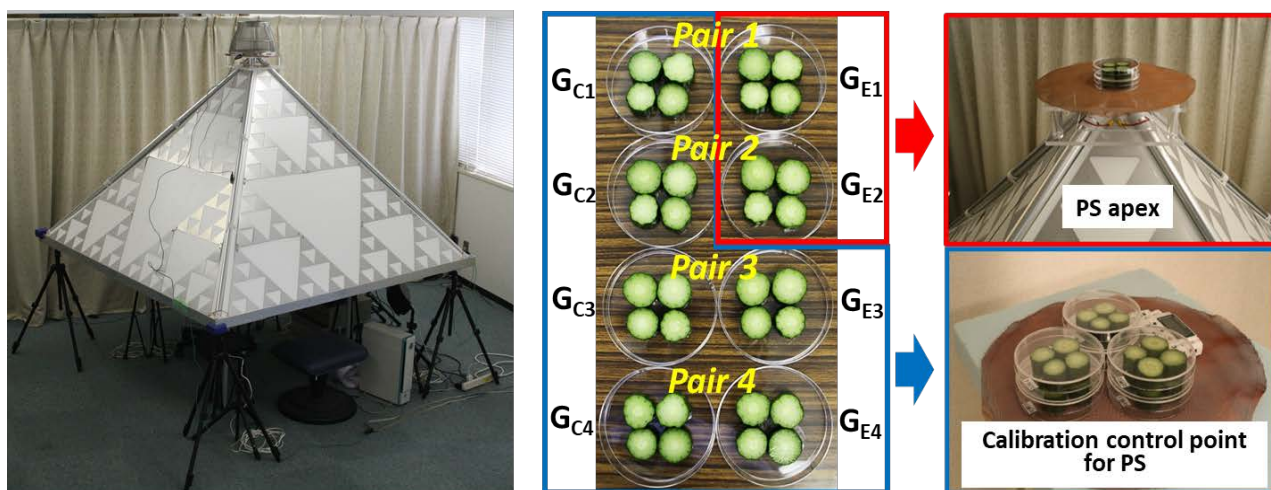 Pair 1
G_C1
G_E1
Pair 2
G_C2
G_E2
Pair 3
G_C3
G_E3
Pair 4
G_C4
G_E4
PS apex
Calibration control point
for PS